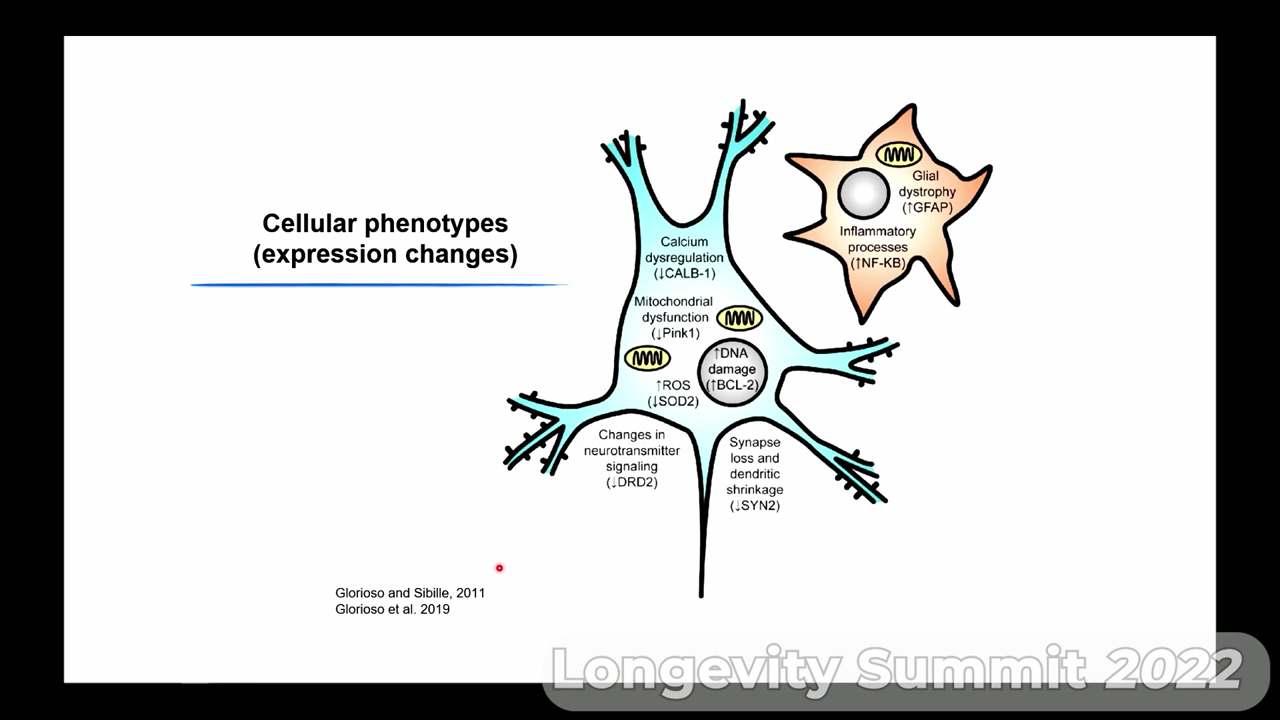 Cellular phenotypes
(expression changes)
Calcium
dysregulation
(↓CALB-1)
Mitochondrial
dysfunction
(↓Pink1)
↑DNA
damage
(↑BCL-2)
↑ROS
(↓SOD2)
Changes in
neurotransmitter
signaling
(↓DRD2)
Synapse
loss and
dendritic
shrinkage
(↓SYN2)
Glial
dystrophy
(↑GFAP)
Inflammatory
processes
(↑NF-KB)
Glorioso and Sibille, 2011
Glorioso et al. 2019
Longevity Summit 2022